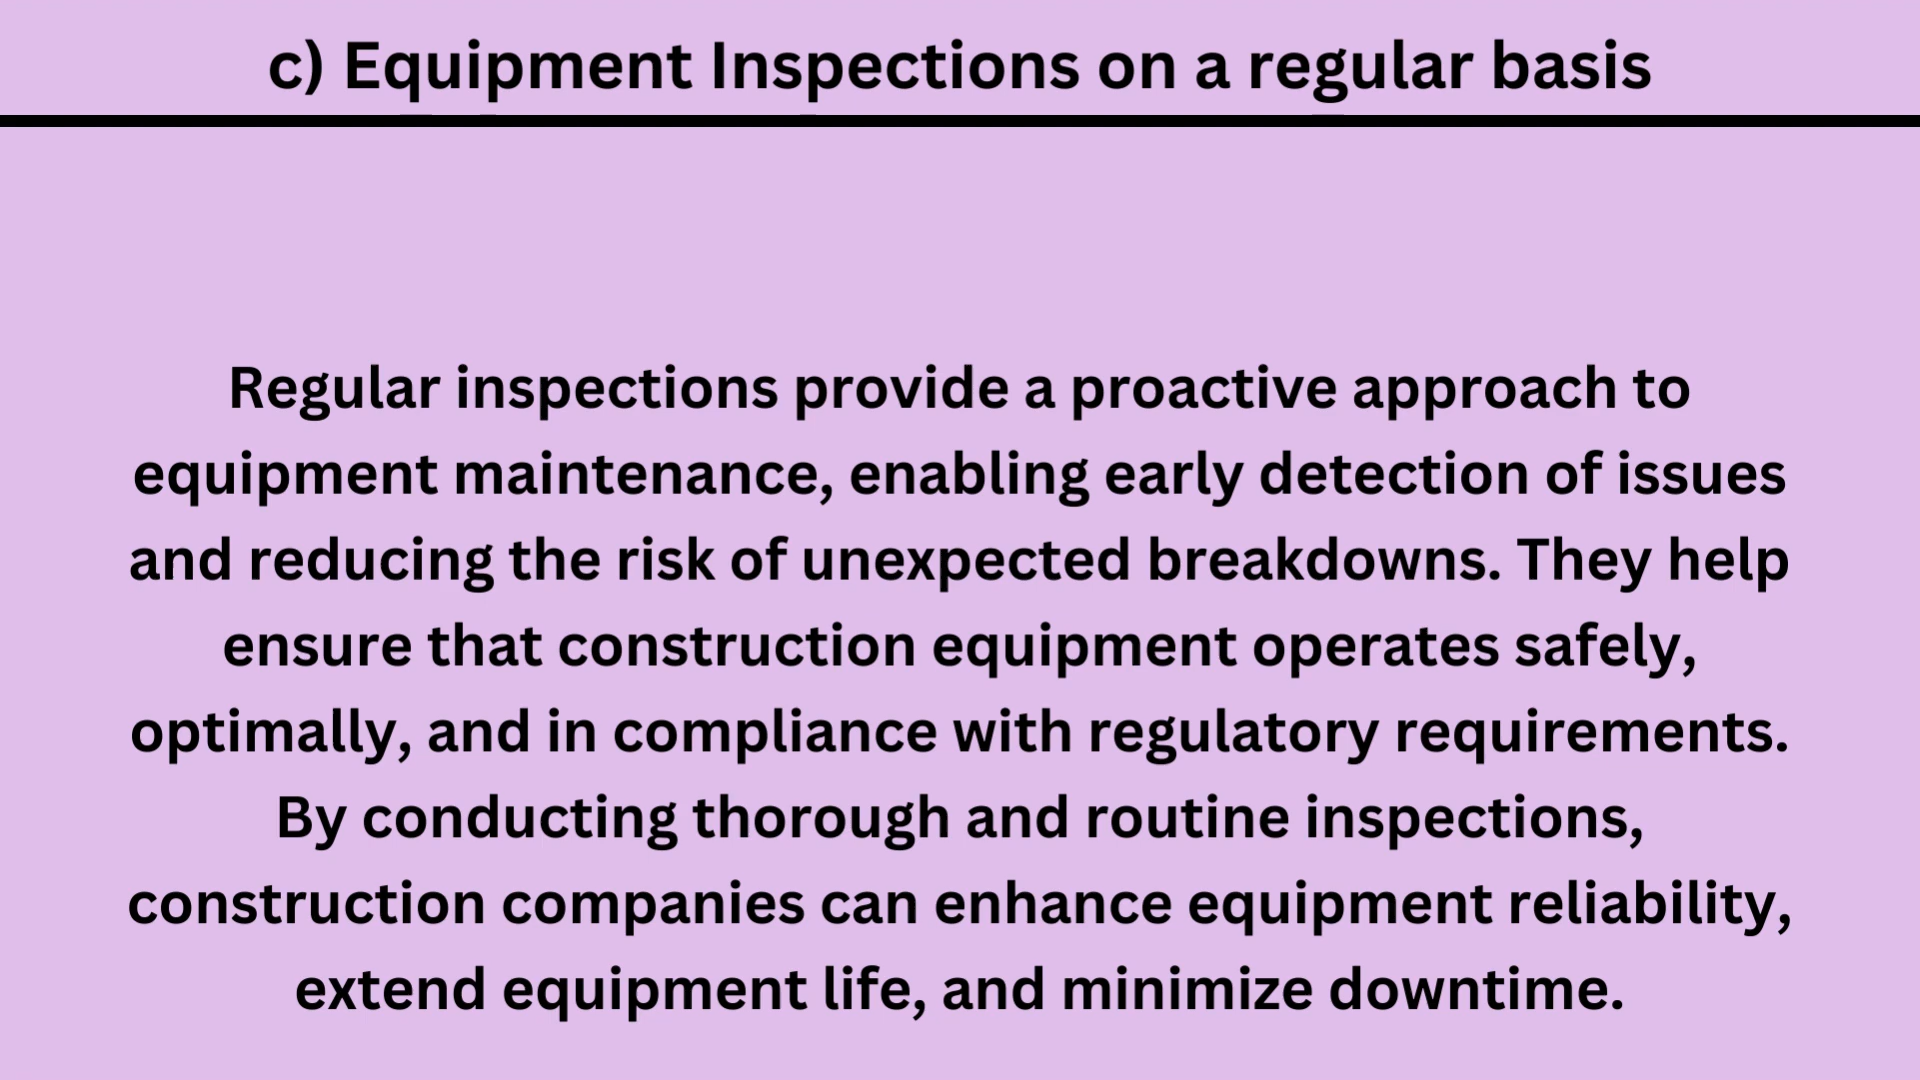 c) Equipment Inspections on a regular basis
Regular inspections provide a proactive approach to
equipment maintenance, enabling early detection of issues
and reducing the risk of unexpected breakdowns. They help
ensure that construction equipment operates safely,
optimally, and in compliance with regulatory requirements.
By conducting thorough and routine inspections,
construction companies can enhance equipment reliability,
extend equipment life, and minimize downtime.